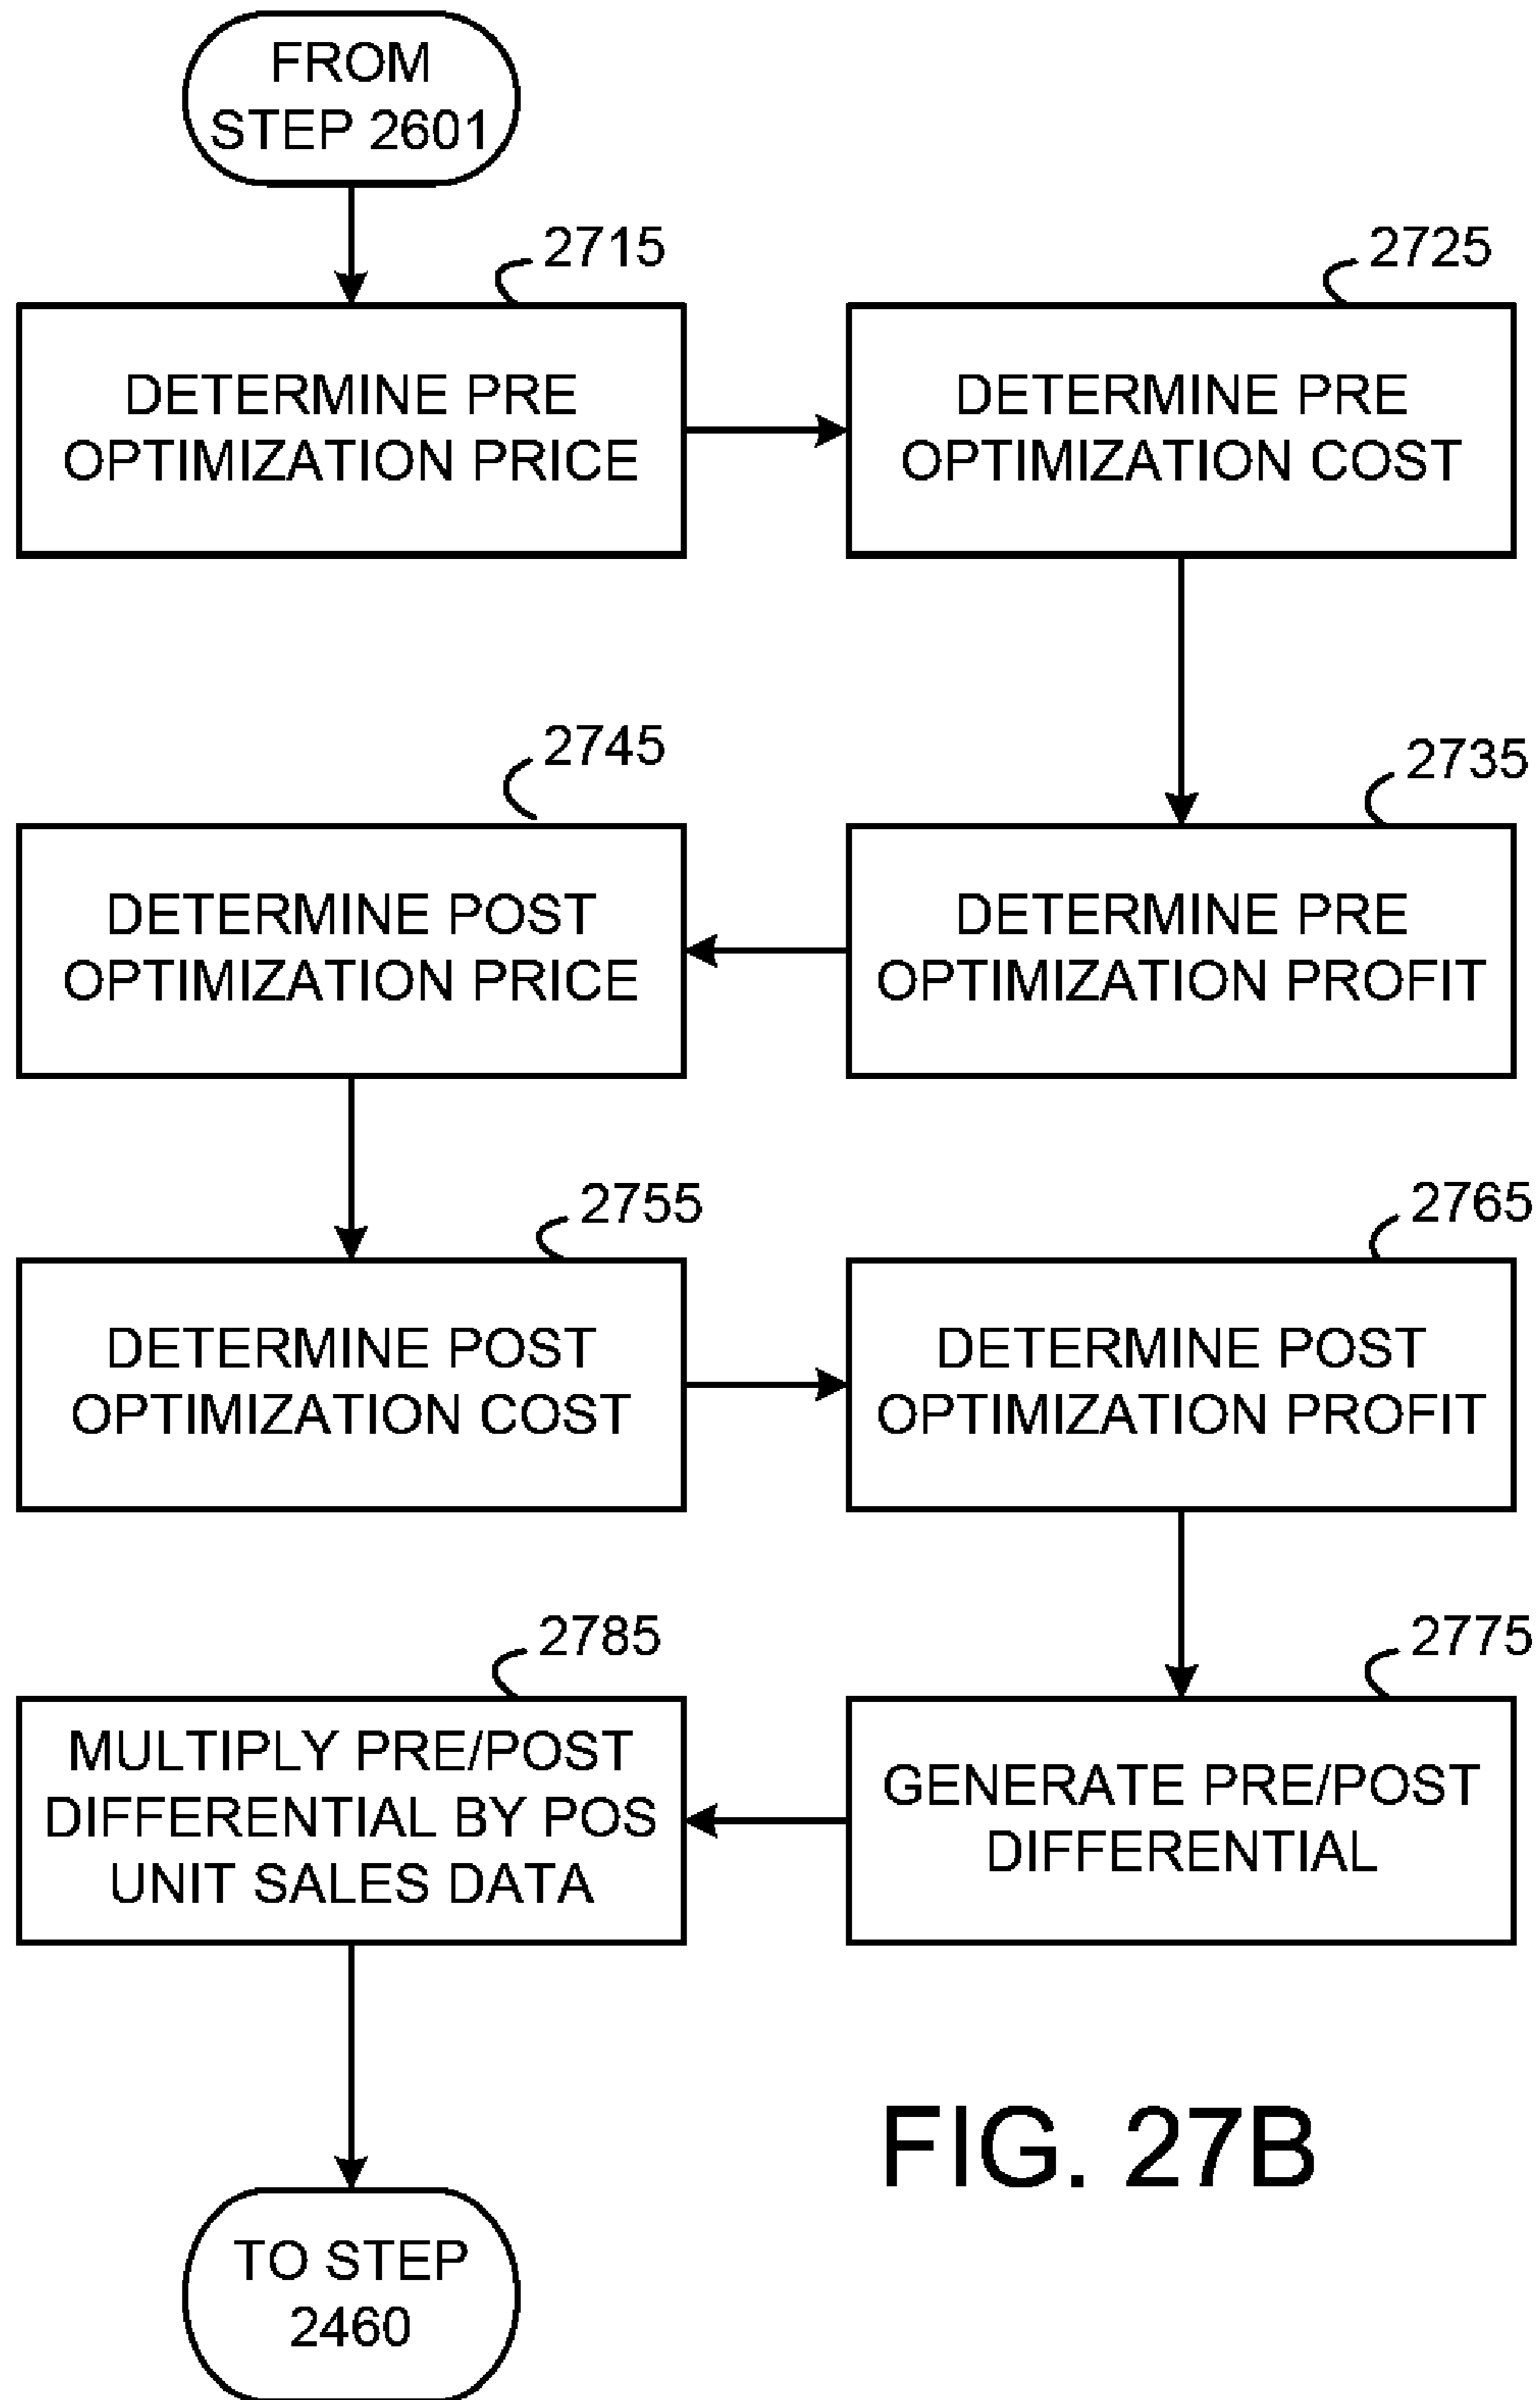 FROM
STEP 2601
2715
DETERMINE PRE
OPTIMIZATION PRICE
2725
DETERMINE PRE
OPTIMIZATION COST
2735
DETERMINE PRE
OPTIMIZATION PROFIT
2745
DETERMINE POST
OPTIMIZATION PRICE
2755
DETERMINE POST
OPTIMIZATION COST
2765
DETERMINE POST
OPTIMIZATION PROFIT
2775
GENERATE PRE/POST
DIFFERENTIAL
2785
MULTIPLY PRE/POST
DIFFERENTIAL BY POS
UNIT SALES DATA
TO STEP
2460
FIG. 27B